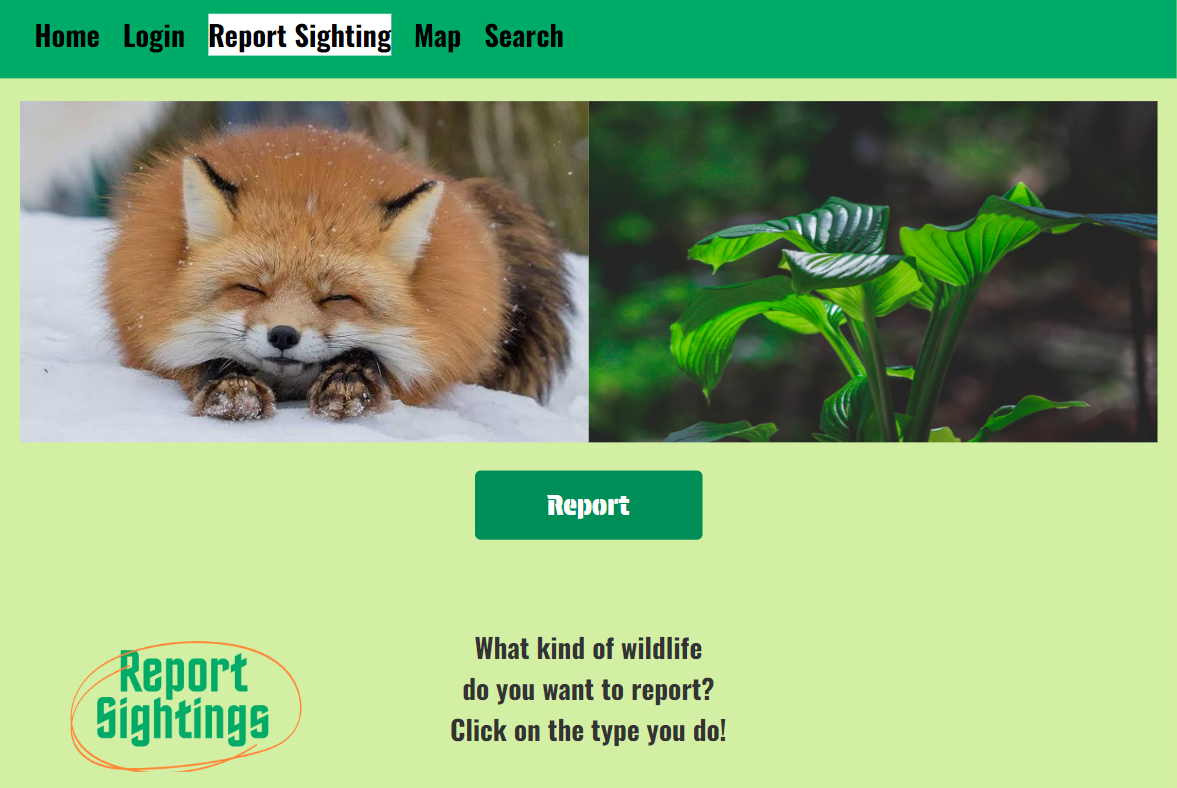 Home Login Report Sighting Map Search
Report
Report
Sightings
What kind of wildlife
do you want to report?
Click on the type you do!